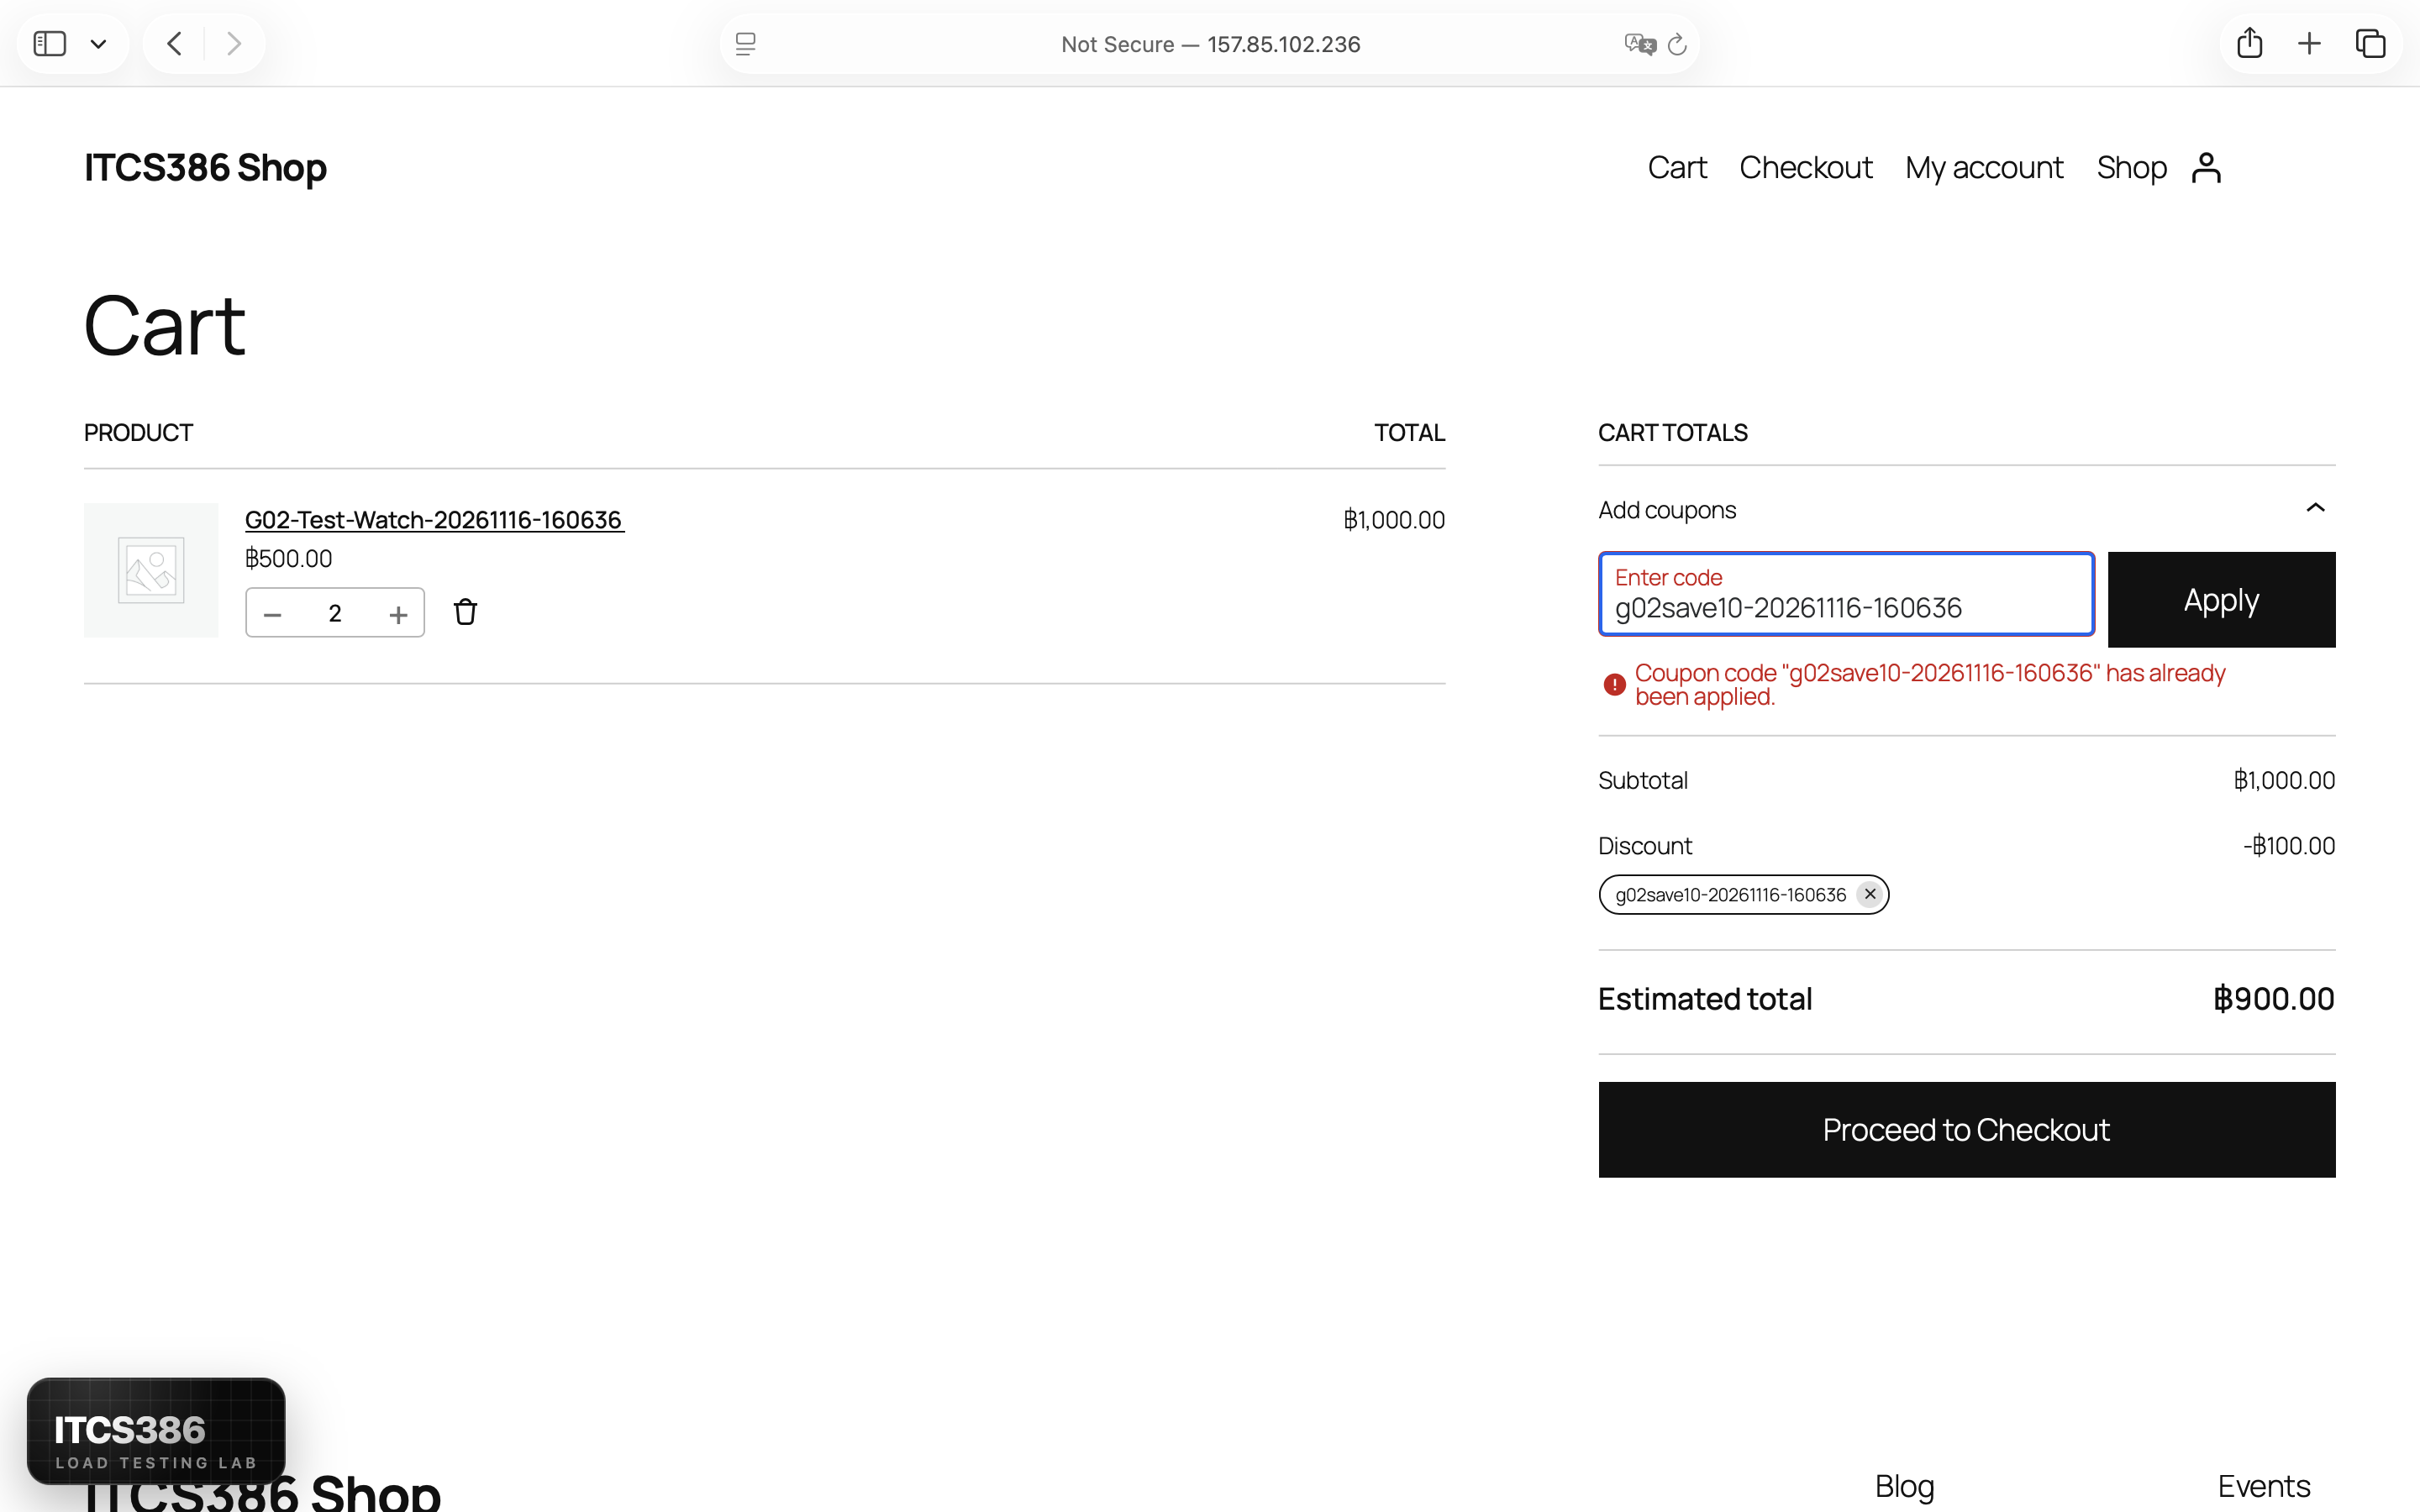 Not Secure — 157.85.102.236
ITCS386 Shop
Cart
Checkout
My account
Shop
Cart
PRODUCT
TOTAL
G02-Test-Watch-20261116-160636
฿1,000.00
฿500.00
2
CART TOTALS
Add coupons
Enter code
g02save10-20261116-160636
Apply
Coupon code "g02save10-20261116-160636" has already
been applied.
Subtotal
฿1,000.00
Discount
-฿100.00
g02save10-20261116-160636
Estimated total
฿900.00
Proceed to Checkout
ITCS386
LOAD TESTING LAB
ITCS386 Shop
Blog
Events